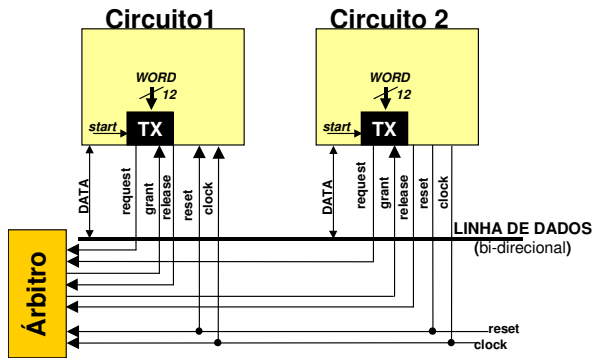 Circuito1
Circuito 2
WORD
12
start
TX
WORD
12
start
TX
DATA
request
grant
release
reset
clock
DATA
request
grant
release
reset
clock
LINHA DE DADOS
(bi-direcional)
Árbitro
reset
clock